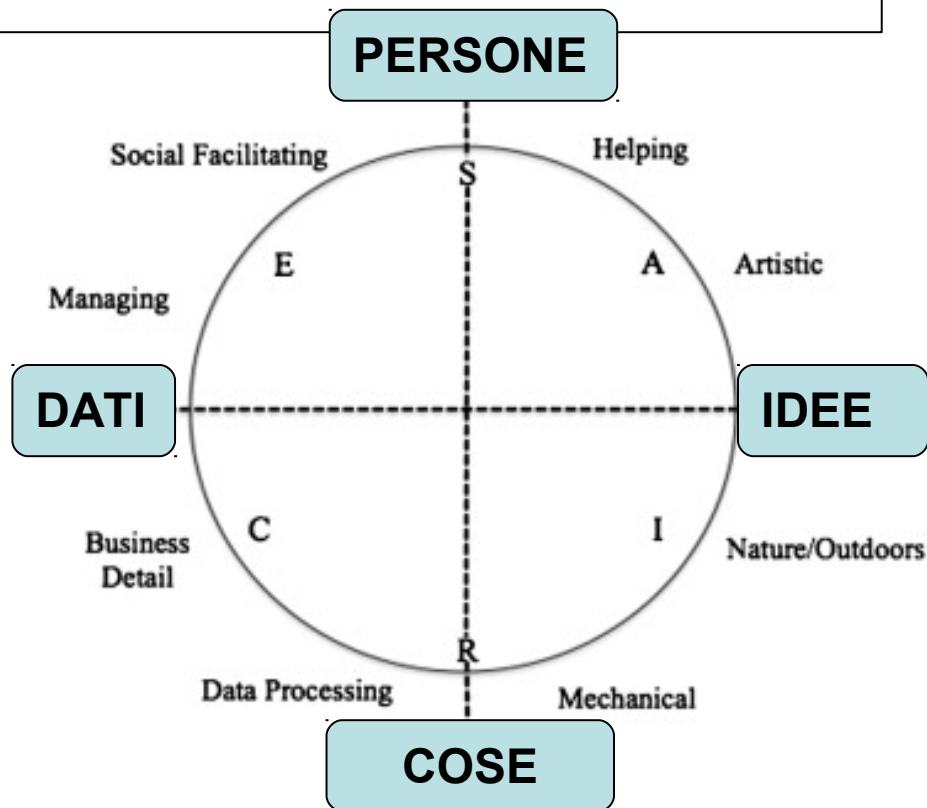 PERSONE
Social Facilitating
Helping
S
E
A
Artistic
Managing
DATI
IDEE
C
I
Business
Detail
Nature/Outdoors
R
Data Processing
Mechanical
COSE